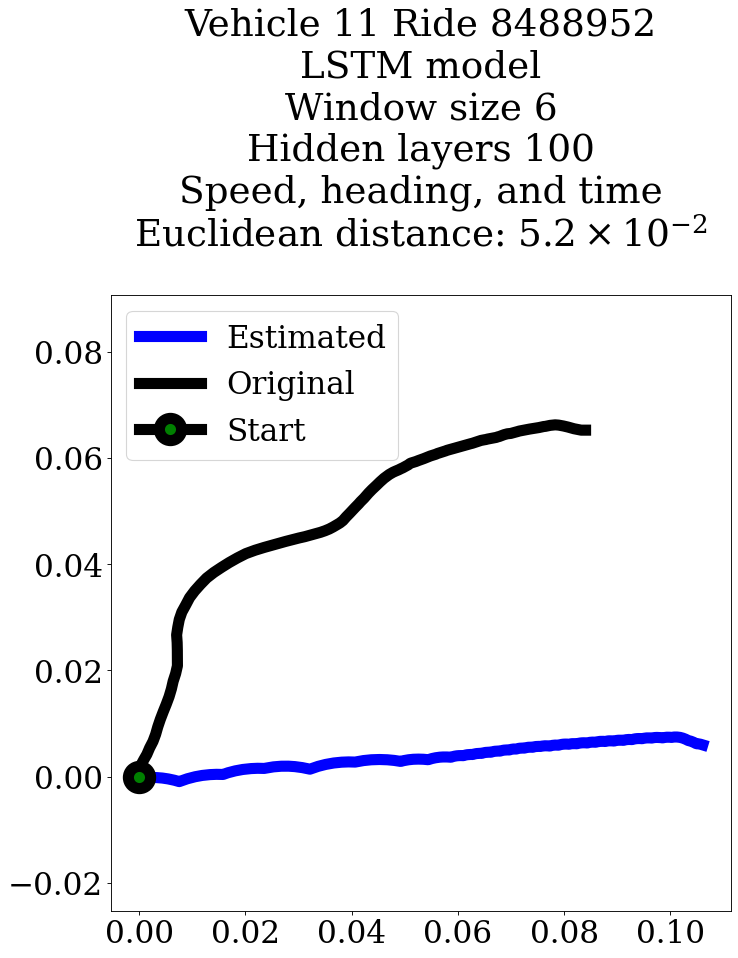 Vehicle 11 Ride 8488952
LSTM model
Window size 6
Hidden layers 100
Speed, heading, and time
Euclidean distance: 5.2 × 10⁻²
Estimated
Original
Start
0.08
0.06
0.04
0.02
0.00
−0.02
0.00 0.02 0.04 0.06 0.08 0.10